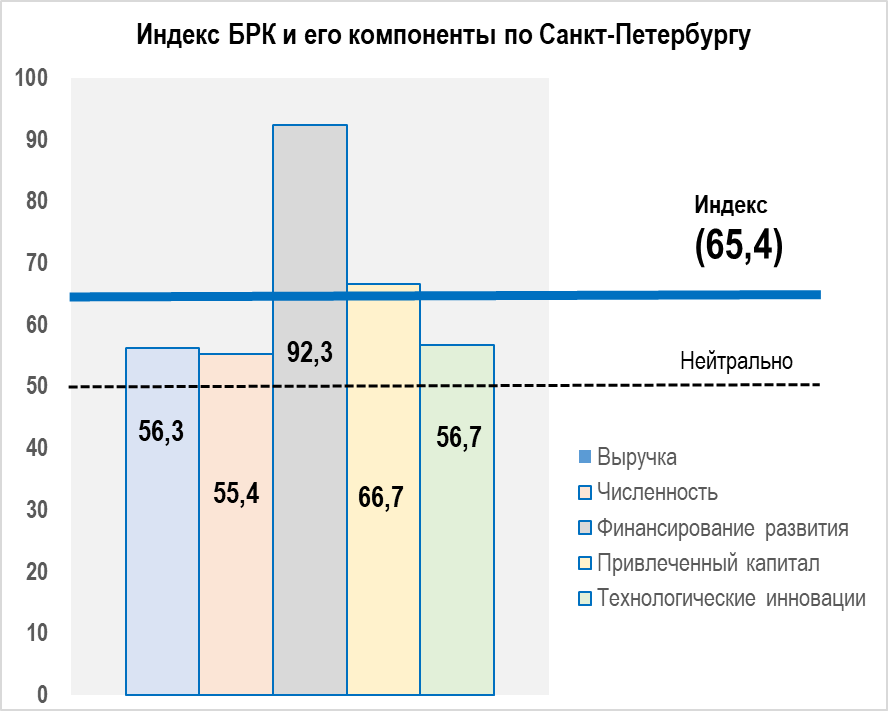 Индекс БРК и его компоненты по Санкт-Петербургу
100
90
80
70
60
50
40
30
20
10
0
56,3
55,4
92,3
66,7
56,7
Индекс
(65,4)
Нейтрально
Выручка
Численность
Финансирование развития
Привлеченный капитал
Технологические инновации